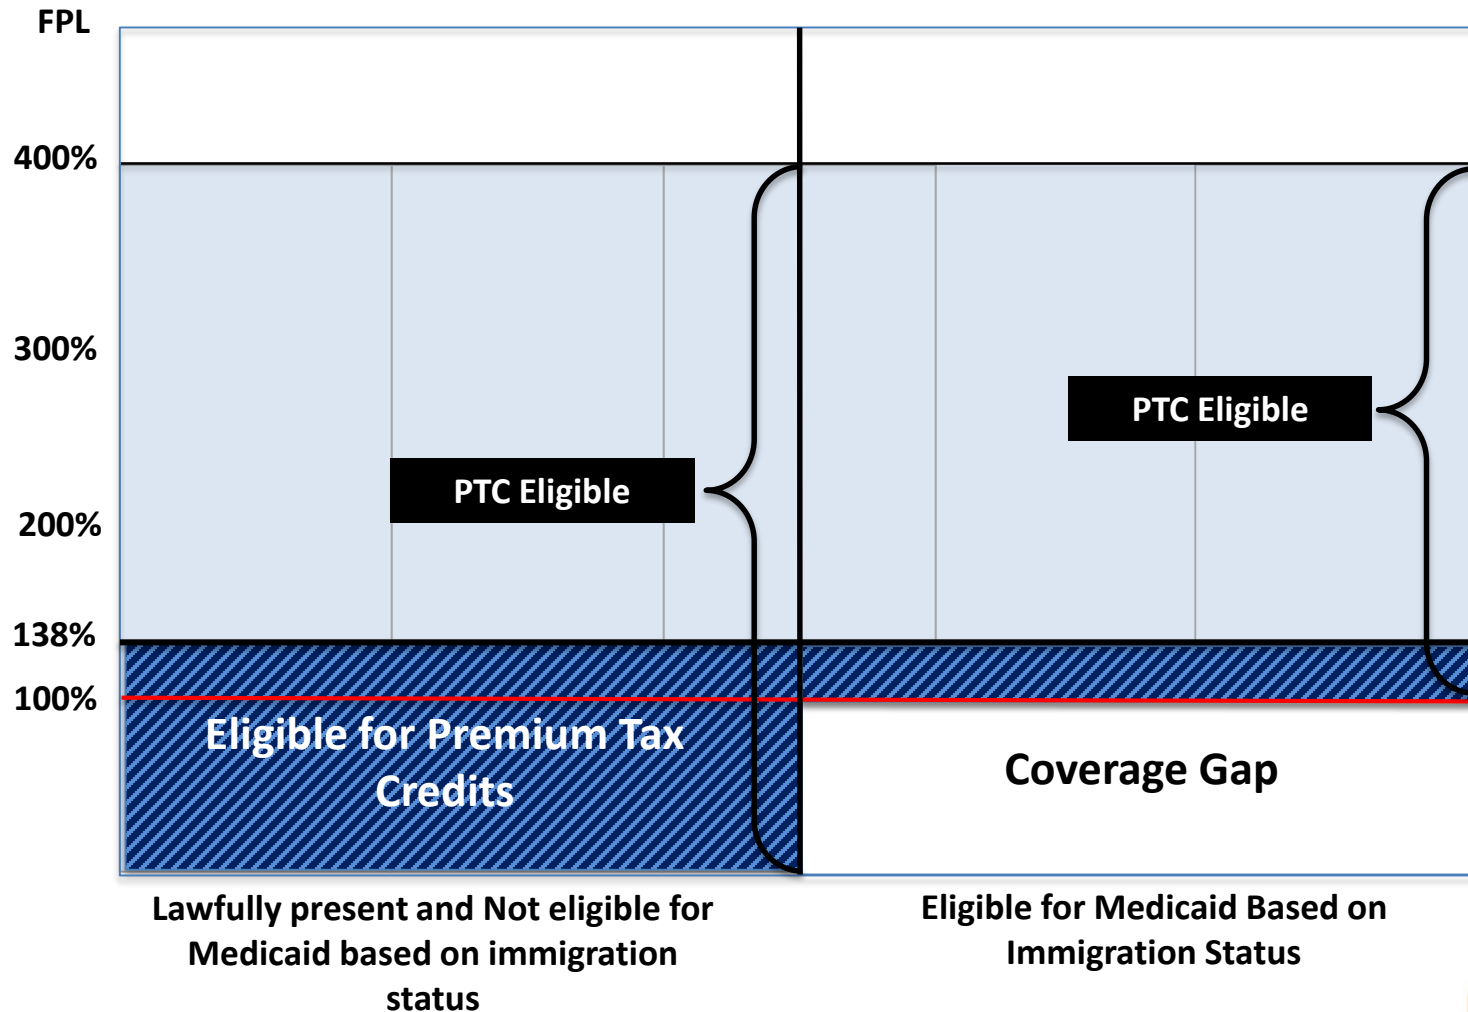 FPL
400%
300%
PTC Eligible
PTC Eligible
200%
138%
100%
Eligible for Premium Tax
Credits
Coverage Gap
Lawfully present and Not eligible for
Medicaid based on immigration
status
Eligible for Medicaid Based on
Immigration Status